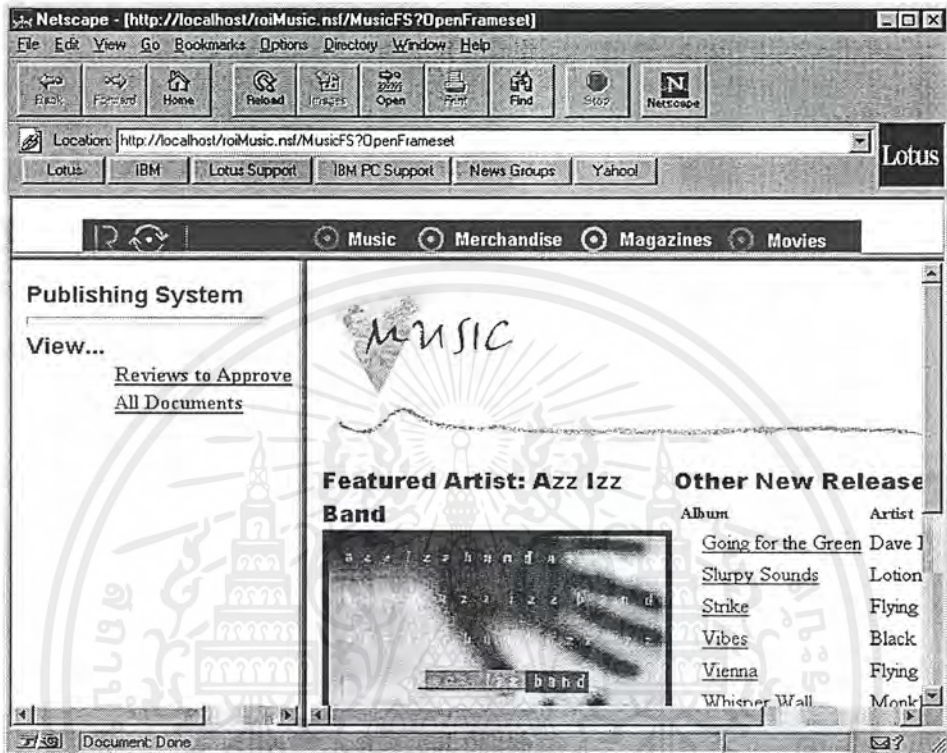 Netscape - [http://localhost/roiMusic.nsf/MusicFS?OpenFrameset]
File Edit View Go Bookmarks Options Directory Window Help
Back Forward Home Reload Images Open Print Find Stop Netscape
Location: http://localhost/roiMusic.nsf/MusicFS?OpenFrameset
Lotus
Lotus IBM Lotus Support IBM PC Support News Groups Yahoo!
Music Merchandise Magazines Movies
Publishing System
View...
Reviews to Approve
All Documents
MUSIC
Featured Artist: Azz Izz
Band
Other New Release
Album Artist
Going for the Green Dave
Slurpy Sounds Lotion
Strike Flying
Vibes Black
Vienna Flying
Whisper Wall Monk
azz izz band
Document: Done